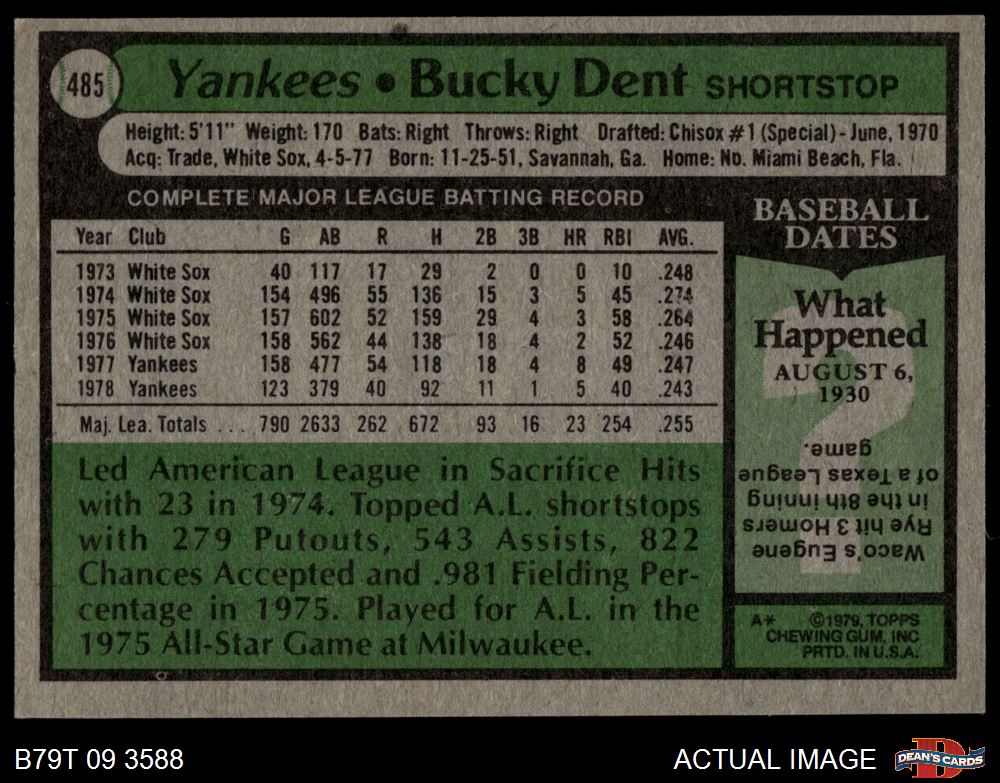 485
Yankees • Bucky Dent SHORTSTOP
Height: 5'11" Weight: 170 Bats: Right Throws: Right Drafted: Chisox #1 (Special) - June, 1970
Acq: Trade, White Sox, 4-5-77 Born: 11-25-51, Savannah, Ga. Home: No. Miami Beach, Fla.
COMPLETE MAJOR LEAGUE BATTING RECORD
Year Club G AB R H 2B 3B HR RBI AVG.
1973 White Sox 40 117 17 29 2 0 0 10 .248
1974 White Sox 154 496 55 136 15 3 5 45 .274
1975 White Sox 157 602 52 159 29 4 3 58 .264
1976 White Sox 158 562 44 138 18 4 2 52 .246
1977 Yankees 158 477 54 118 18 4 8 49 .247
1978 Yankees 123 379 40 92 11 1 5 40 .243
Maj. Lea. Totals ... 790 2633 262 672 93 16 23 254 .255
Led American League in Sacrifice Hits
with 23 in 1974. Topped A.L. shortstops
with 279 Putouts, 543 Assists, 822
Chances Accepted and .981 Fielding Per-
centage in 1975. Played for A.L. in the
1975 All-Star Game at Milwaukee.
BASEBALL
DATES
What
Happened
AUGUST 6,
1930
Waco's Eugene
Rye hit 3 Homers
in the 8th inning
of a Texas League
game.
A* ©1979, TOPPS
CHEWING GUM, INC
PRTD. IN U.S.A.
B79T 09 3588
ACTUAL IMAGE
D
DEAN'S CARDS